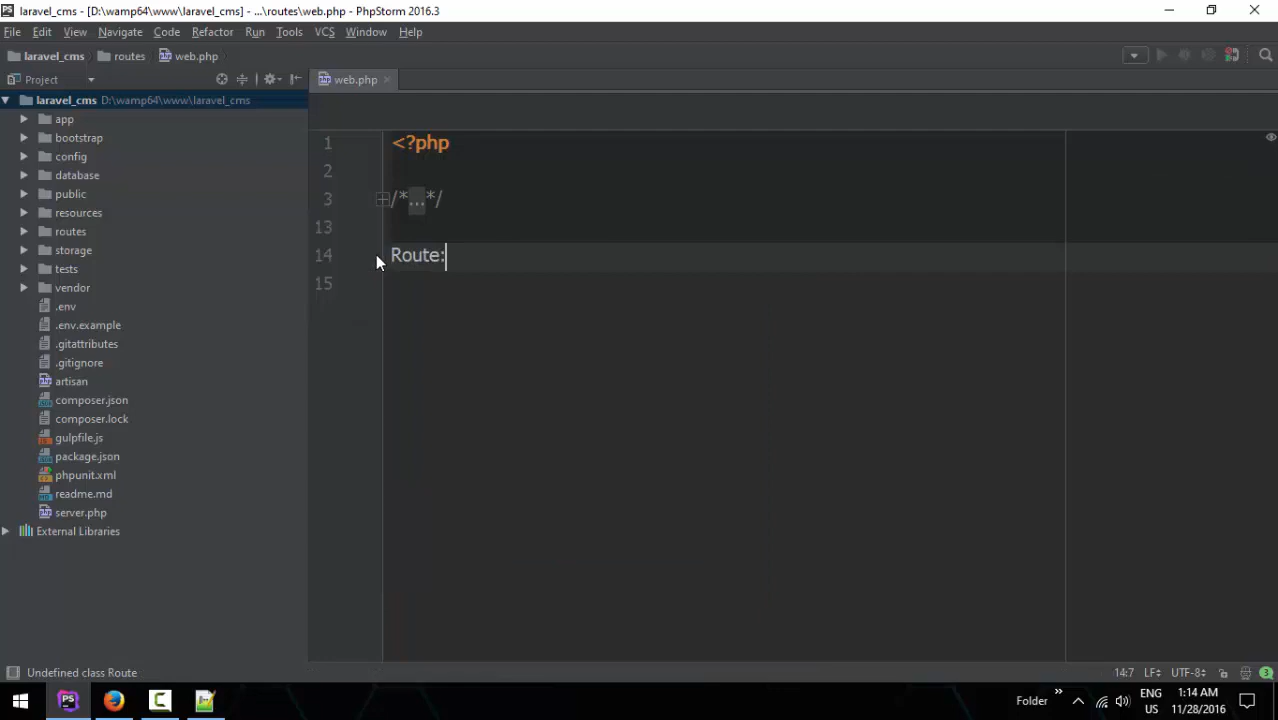 laravel_cms - [D:\wamp64\www\laravel_cms] - ...\routes\web.php - PhpStorm 2016.3
File Edit View Navigate Code Refactor Run Tools VCS Window Help
laravel_cms routes web.php
Project
web.php
laravel_cms D:\wamp64\www\laravel_cms
app
bootstrap
config
database
public
resources
routes
storage
tests
vendor
.env
.env.example
.gitattributes
.gitignore
artisan
composer.json
composer.lock
gulpfile.js
package.json
phpunit.xml
readme.md
server.php
External Libraries
1 <?php
2
3 /*...*/
13
14 Route:
15
Undefined class Route
14:7 LF÷ UTF-8÷ 3
Folder
ENG
US
1:14 AM
11/28/2016